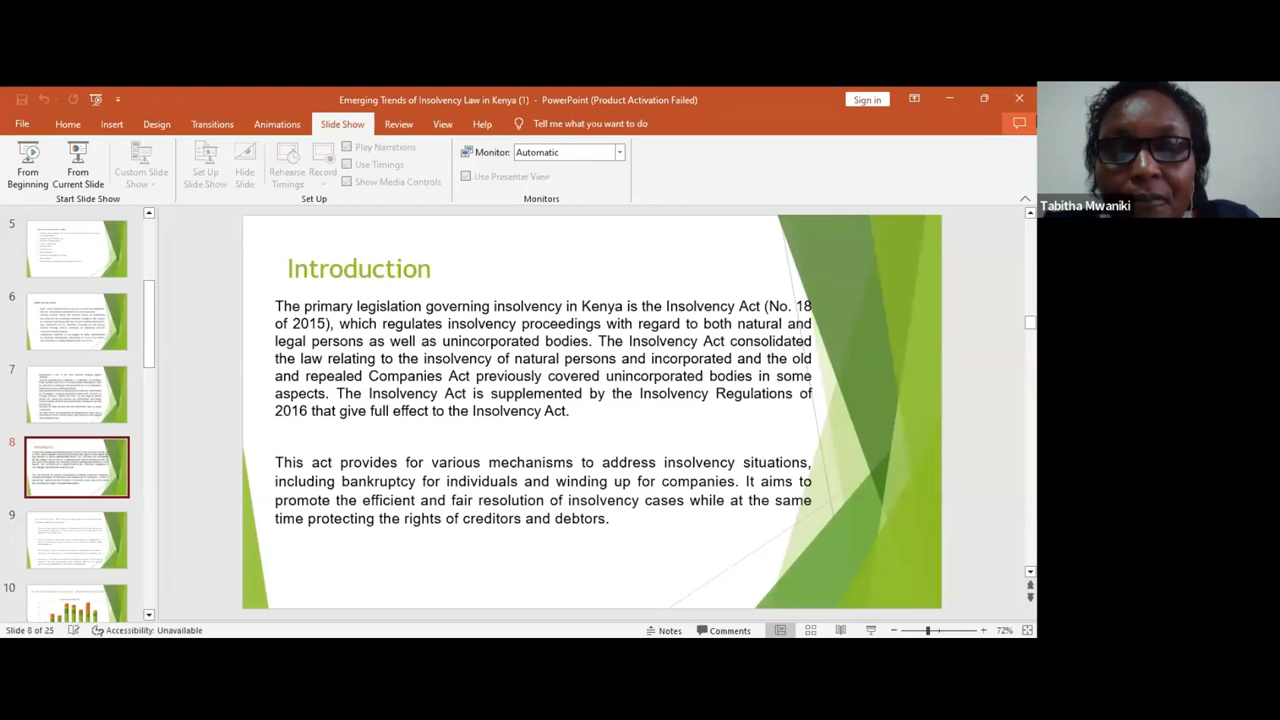 Emerging Trends of Insolvency Law in Kenya (1) - PowerPoint (Product Activation Failed)
Sign in
File Home Insert Design Transitions Animations Slide Show Review View Help Tell me what you want to do
From Beginning
From Current Slide
Custom Slide Show
Set Up Slide Show
Hide Slide
Rehearse Timings
Record
Play Narrations
Use Timings
Show Media Controls
Monitor: Automatic
Use Presenter View
Start Slide Show
Set Up
Monitors
Tabitha Mwaniki
5
6
7
8
9
10
Introduction
The primary legislation governing insolvency in Kenya is the Insolvency Act (No. 18
of 2015), which regulates insolvency proceedings with regard to both natural and
legal persons as well as unincorporated bodies. The Insolvency Act consolidated
the law relating to the insolvency of natural persons and incorporated and the old
and repealed Companies Act only covered unincorporated bodies in some
aspects. The Insolvency Act is supplemented by the Insolvency Regulations of
2016 that give full effect to the Insolvency Act.
This act provides for various mechanisms to address insolvency situations,
including bankruptcy for individuals and winding up for companies. It aims to
promote the efficient and fair resolution of insolvency cases while at the same
time protecting the rights of creditors and debtors.
Slide 8 of 25
Accessibility: Unavailable
Notes
Comments
72%